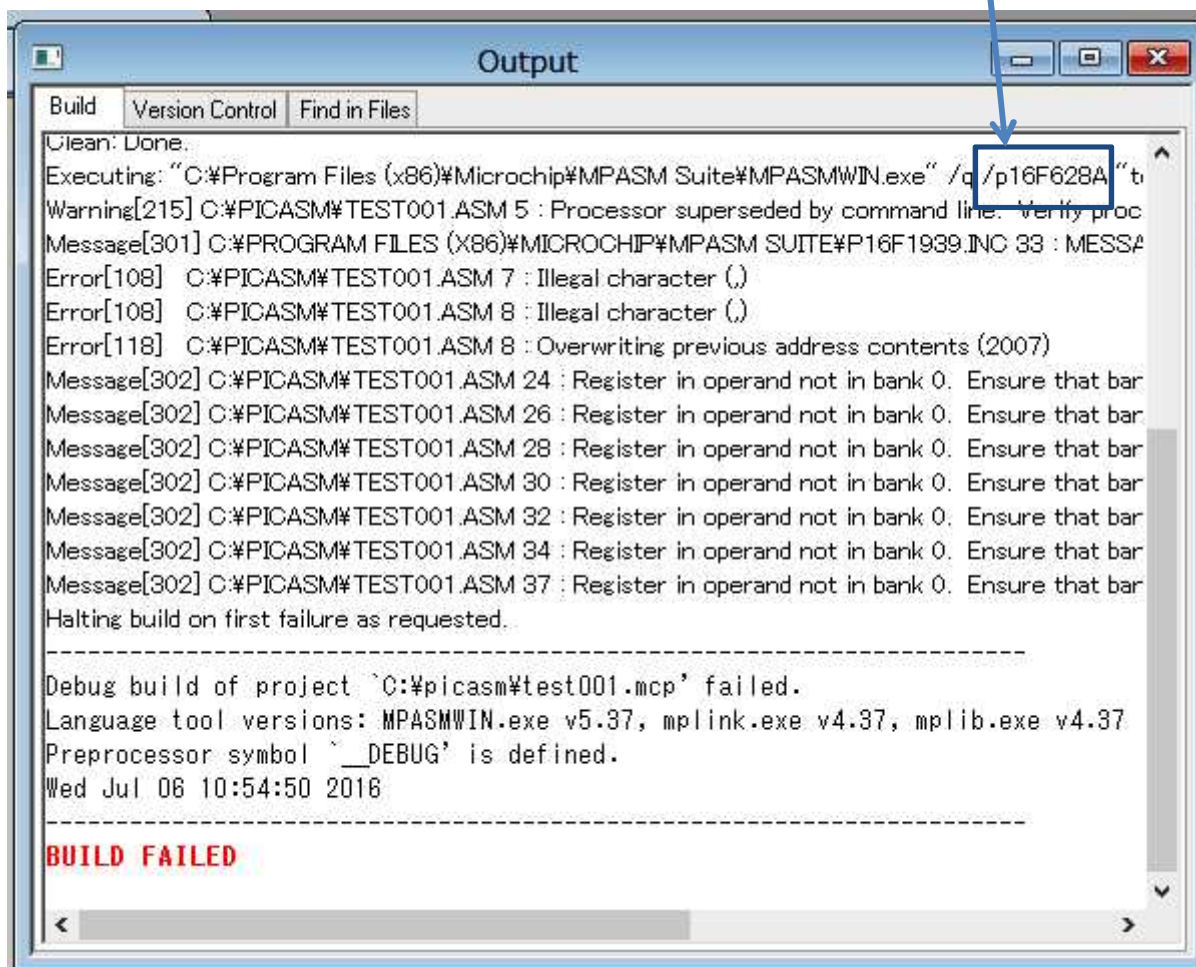 Output
Build Version Control Find in Files
Clean: Done.
Executing: "C:¥Program Files (x86)¥Microchip¥MPASM Suite¥MPASMWIN.exe" /q /p16F628A "te
Warning[215] C:¥PICASM¥TEST001.ASM 5 : Processor superseded by command line. Verify proc
Message[301] C:¥PROGRAM FILES (X86)¥MICROCHIP¥MPASM SUITE¥P16F1939.INC 33 : MESSA
Error[108] C:¥PICASM¥TEST001.ASM 7 : Illegal character (,)
Error[108] C:¥PICASM¥TEST001.ASM 8 : Illegal character (,)
Error[118] C:¥PICASM¥TEST001.ASM 8 : Overwriting previous address contents (2007)
Message[302] C:¥PICASM¥TEST001.ASM 24 : Register in operand not in bank 0. Ensure that ban
Message[302] C:¥PICASM¥TEST001.ASM 26 : Register in operand not in bank 0. Ensure that ban
Message[302] C:¥PICASM¥TEST001.ASM 28 : Register in operand not in bank 0. Ensure that ban
Message[302] C:¥PICASM¥TEST001.ASM 30 : Register in operand not in bank 0. Ensure that ban
Message[302] C:¥PICASM¥TEST001.ASM 32 : Register in operand not in bank 0. Ensure that ban
Message[302] C:¥PICASM¥TEST001.ASM 34 : Register in operand not in bank 0. Ensure that ban
Message[302] C:¥PICASM¥TEST001.ASM 37 : Register in operand not in bank 0. Ensure that ban
Halting build on first failure as requested.
----------------------------------------------------------------------
Debug build of project `C:¥picasm¥test001.mcp' failed.
Language tool versions: MPASMWIN.exe v5.37, mplink.exe v4.37, mplib.exe v4.37
Preprocessor symbol `__DEBUG' is defined.
Wed Jul 06 10:54:50 2016
----------------------------------------------------------------------
BUILD FAILED